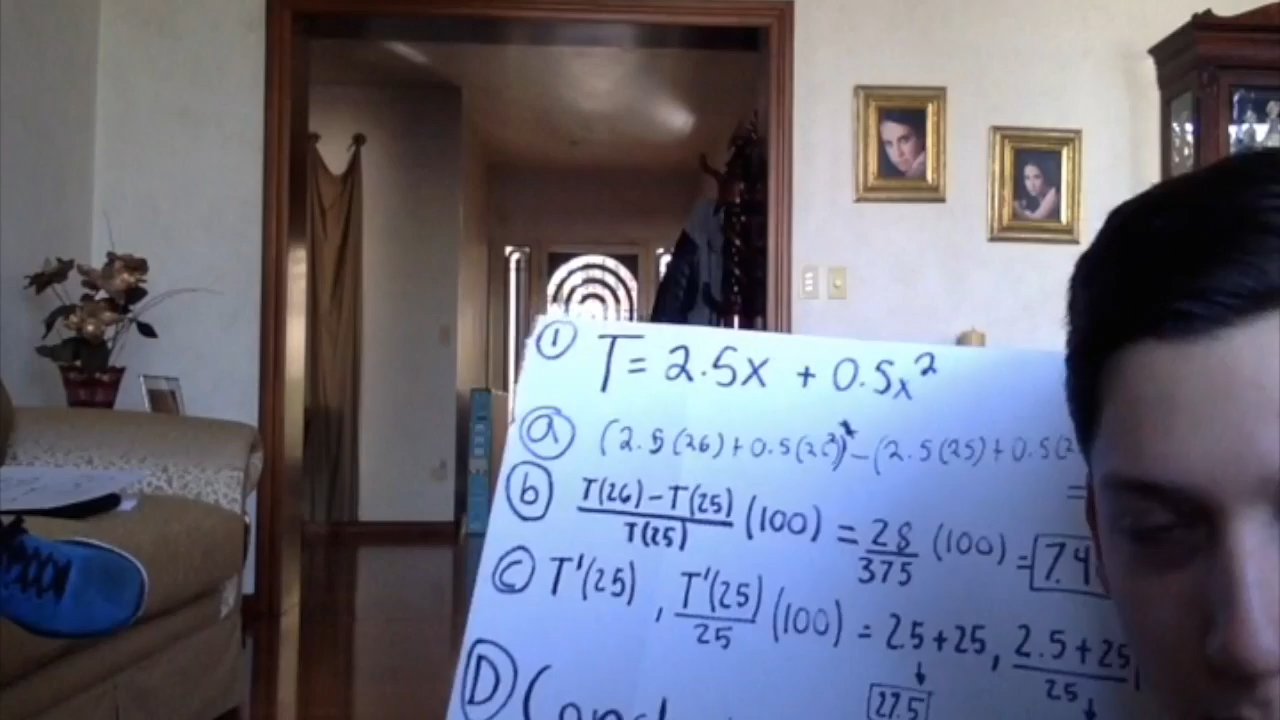 ① T = 2.5x + 0.5x²
ⓐ (2.5(26) + 0.5(26²)) - (2.5(25) + 0.5(2
=
ⓑ T(26) - T(25) / T(25) (100) = 28 / 375 (100) = 7.4
ⓒ T'(25) , T'(25) / 25 (100) = 2.5 + 25 , 2.5 + 25 / 25
↓ ↓
27.5
Ⓓ